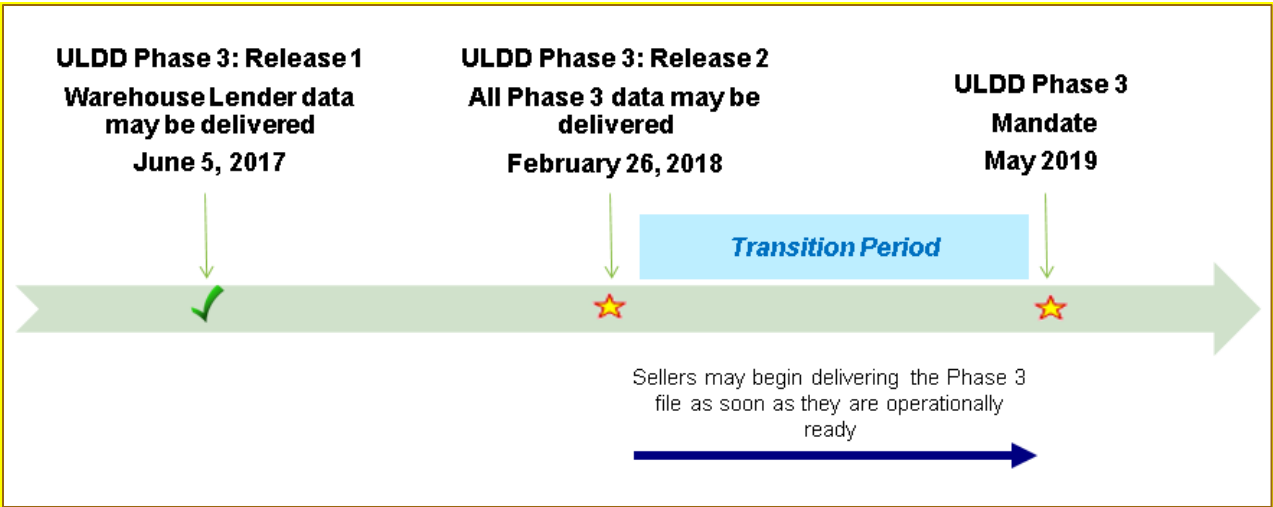 ULDD Phase 3: Release 1
Warehouse Lender data
may be delivered
June 5, 2017
ULDD Phase 3: Release 2
All Phase 3 data may be
delivered
February 26, 2018
ULDD Phase 3
Mandate
May 2019
Transition Period
Sellers may begin delivering the Phase 3
file as soon as they are operationally
ready